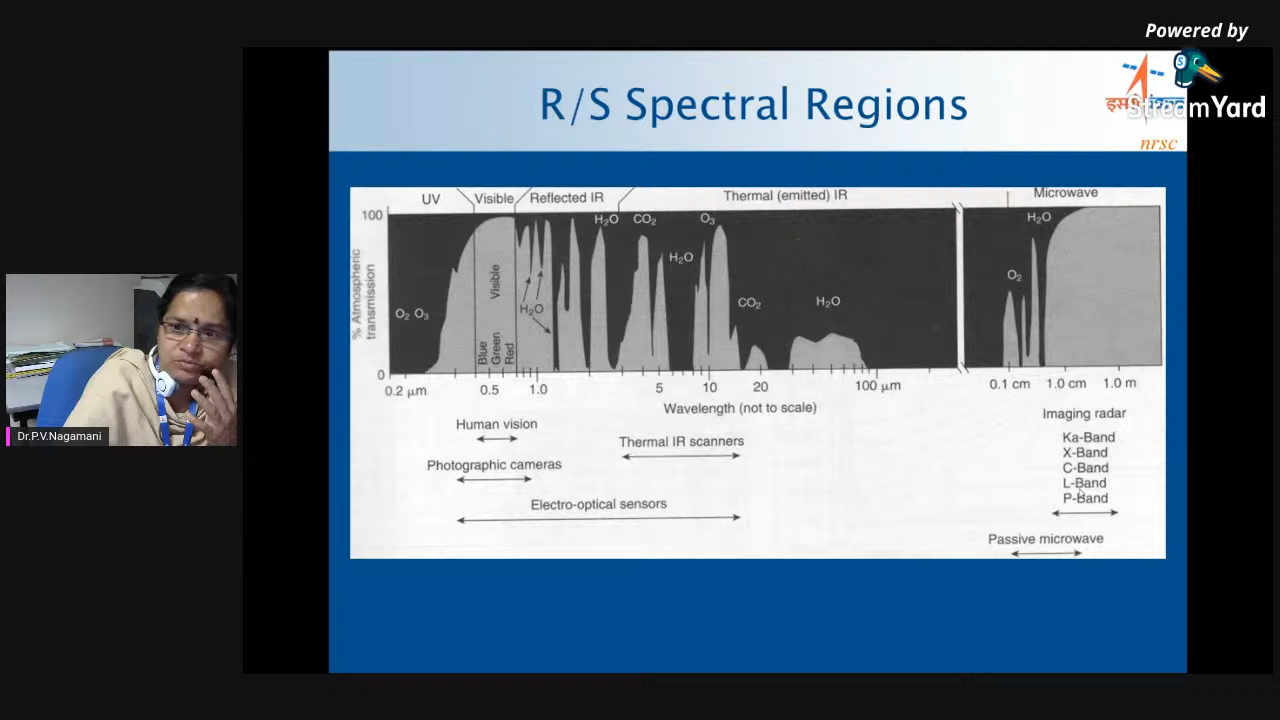 Powered by
StreamYard
R/S Spectral Regions
nrsc
UV
Visible
Reflected IR
Thermal (emitted) IR
Microwave
100
% Atmospheric
transmission
0
O₂ O₃
Visible
Blue
Green
Red
H₂O
H₂O
CO₂
H₂O
O₃
CO₂
H₂O
O₂
H₂O
0.2 μm
0.5
1.0
5
10
20
100 μm
0.1 cm
1.0 cm
1.0 m
Wavelength (not to scale)
Human vision
Photographic cameras
Thermal IR scanners
Electro-optical sensors
Imaging radar
Ka-Band
X-Band
C-Band
L-Band
P-Band
Passive microwave
Dr.P.V.Nagamani